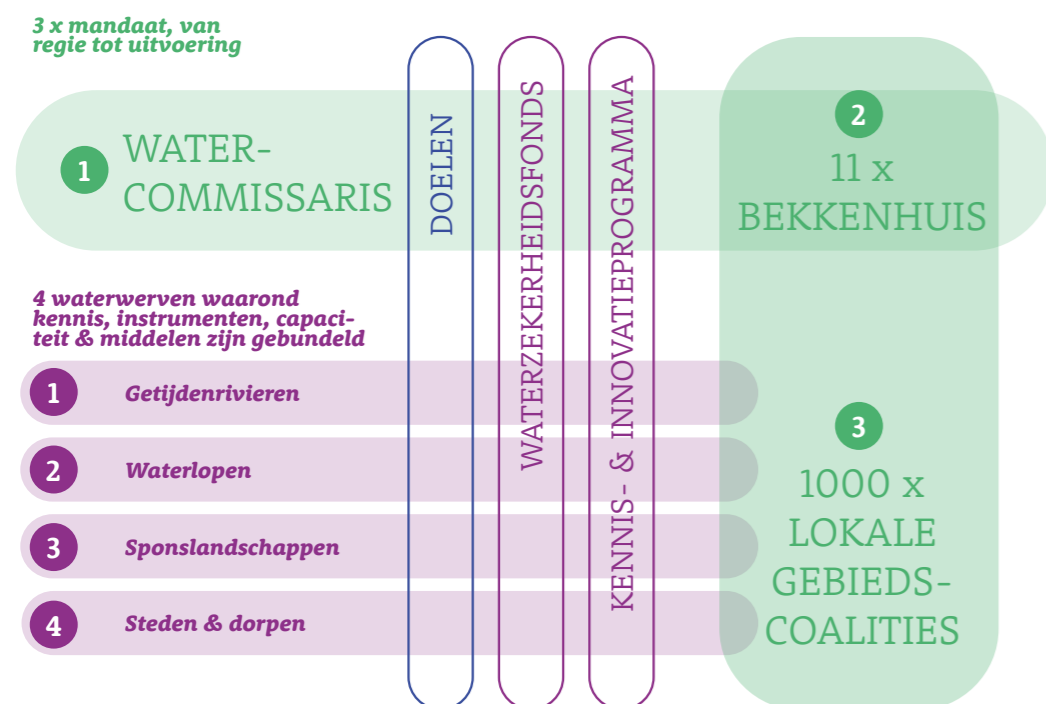 3 x mandaat, van
regie tot uitvoering
1
WATER-
COMMISSARIS
DOELEN
WATERZEKERHEIDSFONDS
KENNIS- & INNOVATIEPROGRAMMA
2
11 x
BEKKENHUIS
4 waterwerven waarond
kennis, instrumenten, capaci-
teit & middelen zijn gebundeld
1 Getijdenrivieren
2 Waterlopen
3 Sponslandschappen
4 Steden & dorpen
3
1000 x
LOKALE
GEBIEDS-
COALITIES